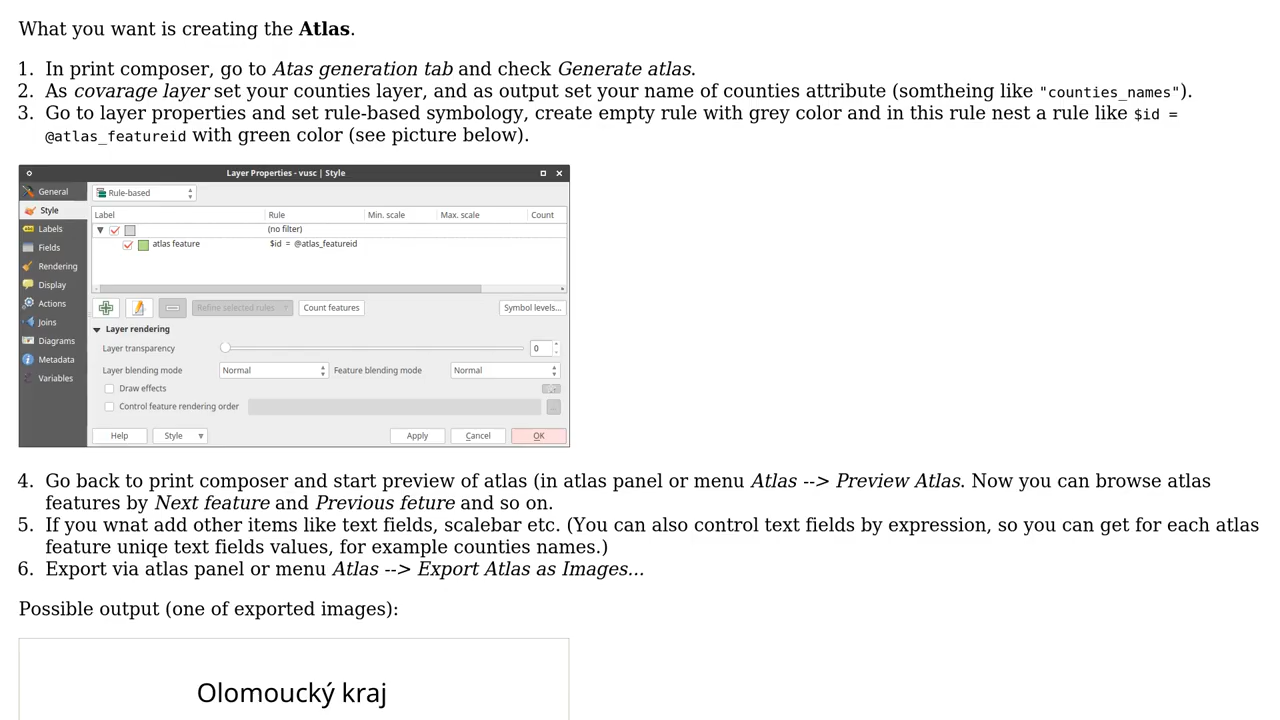 What you want is creating the Atlas.
1. In print composer, go to Atas generation tab and check Generate atlas.
2. As covarage layer set your counties layer, and as output set your name of counties attribute (somtheing like "counties_names").
3. Go to layer properties and set rule-based symbology, create empty rule with grey color and in this rule nest a rule like $id =
@atlas_featureid with green color (see picture below).
Layer Properties - vusc | Style
General
Style
Labels
Fields
Rendering
Display
Actions
Joins
Diagrams
Metadata
Variables
Rule-based
Label Rule Min. scale Max. scale Count
(no filter)
atlas feature $id = @atlas_featureid
Refine selected rules Count features Symbol levels...
Layer rendering
Layer transparency 0
Layer blending mode Normal Feature blending mode Normal
Draw effects
Control feature rendering order
Help Style Apply Cancel OK
4. Go back to print composer and start preview of atlas (in atlas panel or menu Atlas --> Preview Atlas. Now you can browse atlas
features by Next feature and Previous feture and so on.
5. If you wnat add other items like text fields, scalebar etc. (You can also control text fields by expression, so you can get for each atlas
feature uniqe text fields values, for example counties names.)
6. Export via atlas panel or menu Atlas --> Export Atlas as Images...
Possible output (one of exported images):
Olomoucký kraj